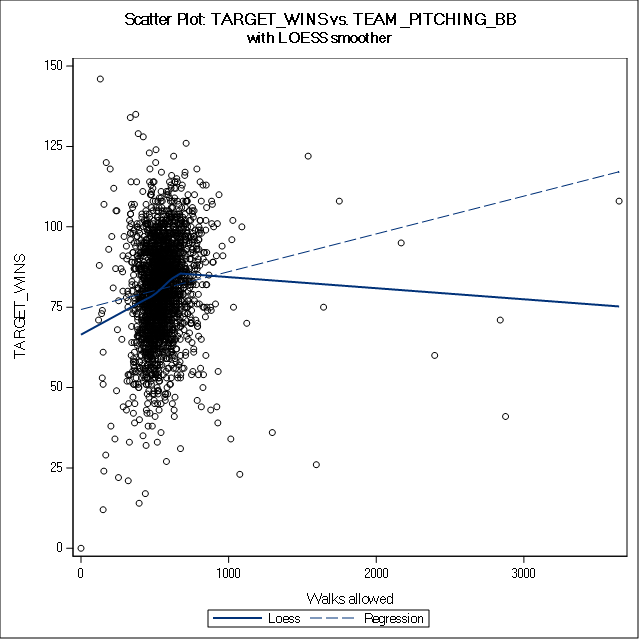 Scatter Plot: TARGET_WINS vs. TEAM_PITCHING_BB
with LOESS smoother
150
125
100
75
50
25
0
TARGET_WINS
0 1000 2000 3000
Walks allowed
Loess Regression